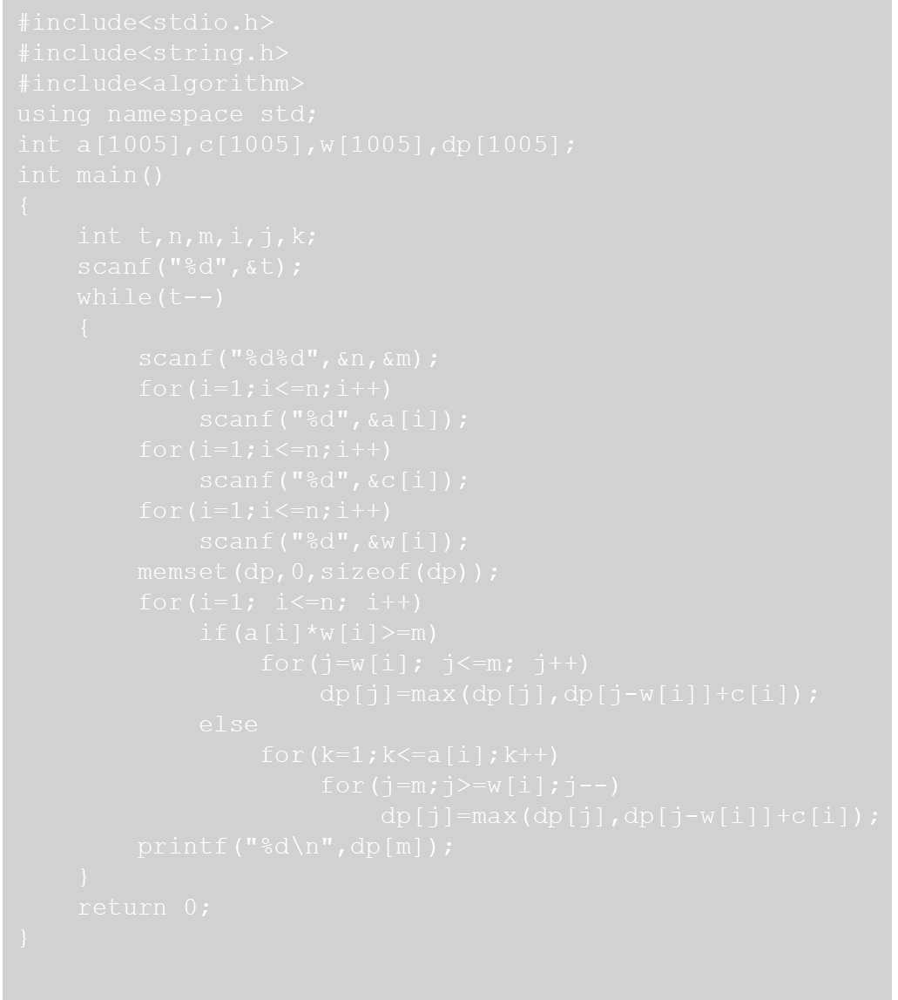 #include<stdio.h>
#include<string.h>
#include<algorithm>
using namespace std;
int a[1005],c[1005],w[1005],dp[1005];
int main()
{
    int t,n,m,i,j,k;
    scanf("%d",&t);
    while(t--)
    {
        scanf("%d%d",&n,&m);
        for(i=1;i<=n;i++)
            scanf("%d",&a[i]);
        for(i=1;i<=n;i++)
            scanf("%d",&c[i]);
        for(i=1;i<=n;i++)
            scanf("%d",&w[i]);
        memset(dp,0,sizeof(dp));
        for(i=1; i<=n; i++)
            if(a[i]*w[i]>=m)
                for(j=w[i]; j<=m; j++)
                    dp[j]=max(dp[j],dp[j-w[i]]+c[i]);
            else
                for(k=1;k<=a[i];k++)
                    for(j=m;j>=w[i];j--)
                        dp[j]=max(dp[j],dp[j-w[i]]+c[i]);
        printf("%d\n",dp[m]);
    }
    return 0;
}